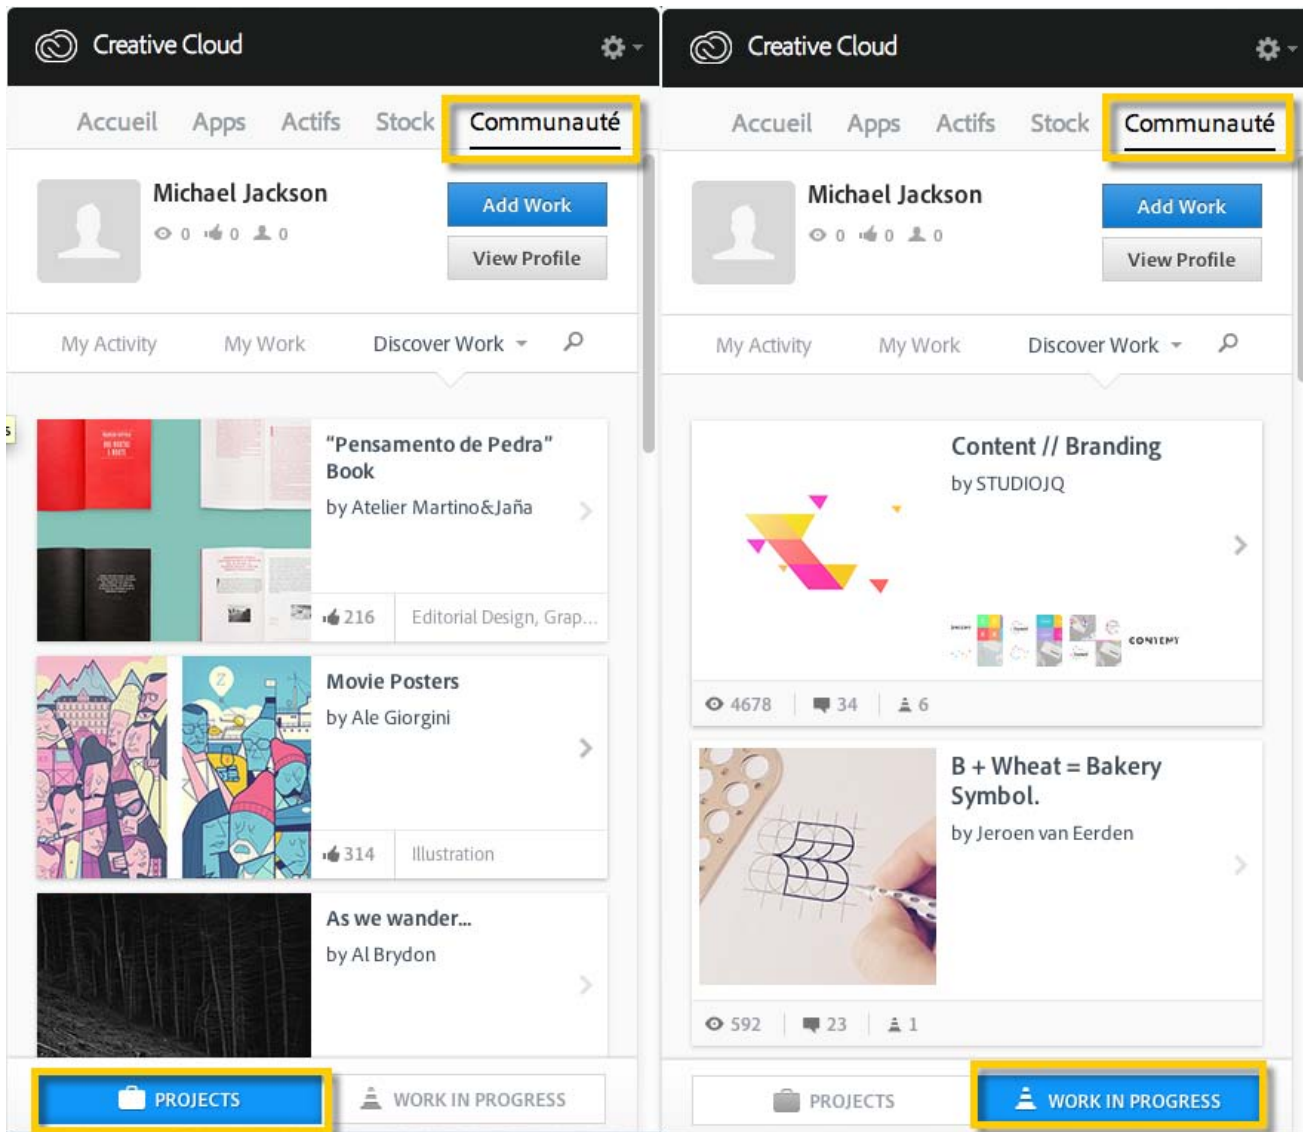 Creative Cloud
Accueil Apps Actifs Stock Communauté
Michael Jackson
Add Work
0 0 0
View Profile
My Activity My Work Discover Work
s
“Pensamento de Pedra”
Book
by Atelier Martino&Jaña
216 Editorial Design, Grap...
Movie Posters
by Ale Giorgini
Z
314 Illustration
As we wander...
by Al Brydon
PROJECTS WORK IN PROGRESS
Creative Cloud
Accueil Apps Actifs Stock Communauté
Michael Jackson
Add Work
0 0 0
View Profile
My Activity My Work Discover Work
Content // Branding
by STUDIOJQ
CONTENT
4678 34 6
B + Wheat = Bakery
Symbol.
by Jeroen van Eerden
592 23 1
PROJECTS WORK IN PROGRESS